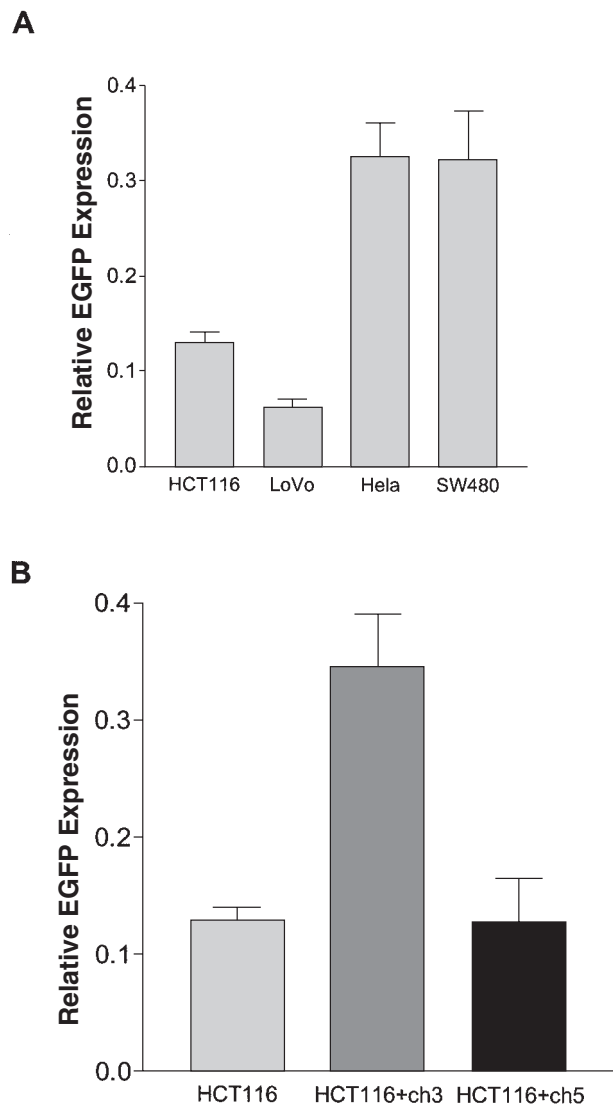 A
Relative EGFP Expression
0.4
0.3
0.2
0.1
0.0
HCT116 LoVo Hela SW480
B
Relative EGFP Expression
0.4
0.3
0.2
0.1
0.0
HCT116 HCT116+ch3 HCT116+ch5